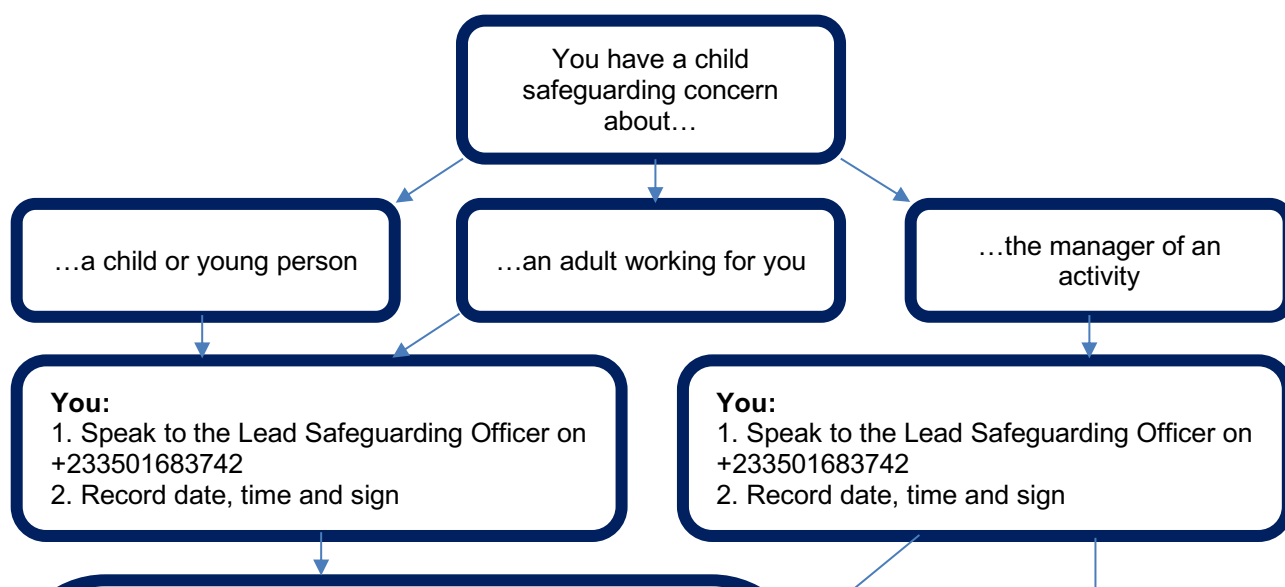 You have a child
safeguarding concern
about…
…a child or young person
…an adult working for you
…the manager of an
activity
You:
1. Speak to the Lead Safeguarding Officer on
+233501683742
2. Record date, time and sign
You:
1. Speak to the Lead Safeguarding Officer on
+233501683742
2. Record date, time and sign